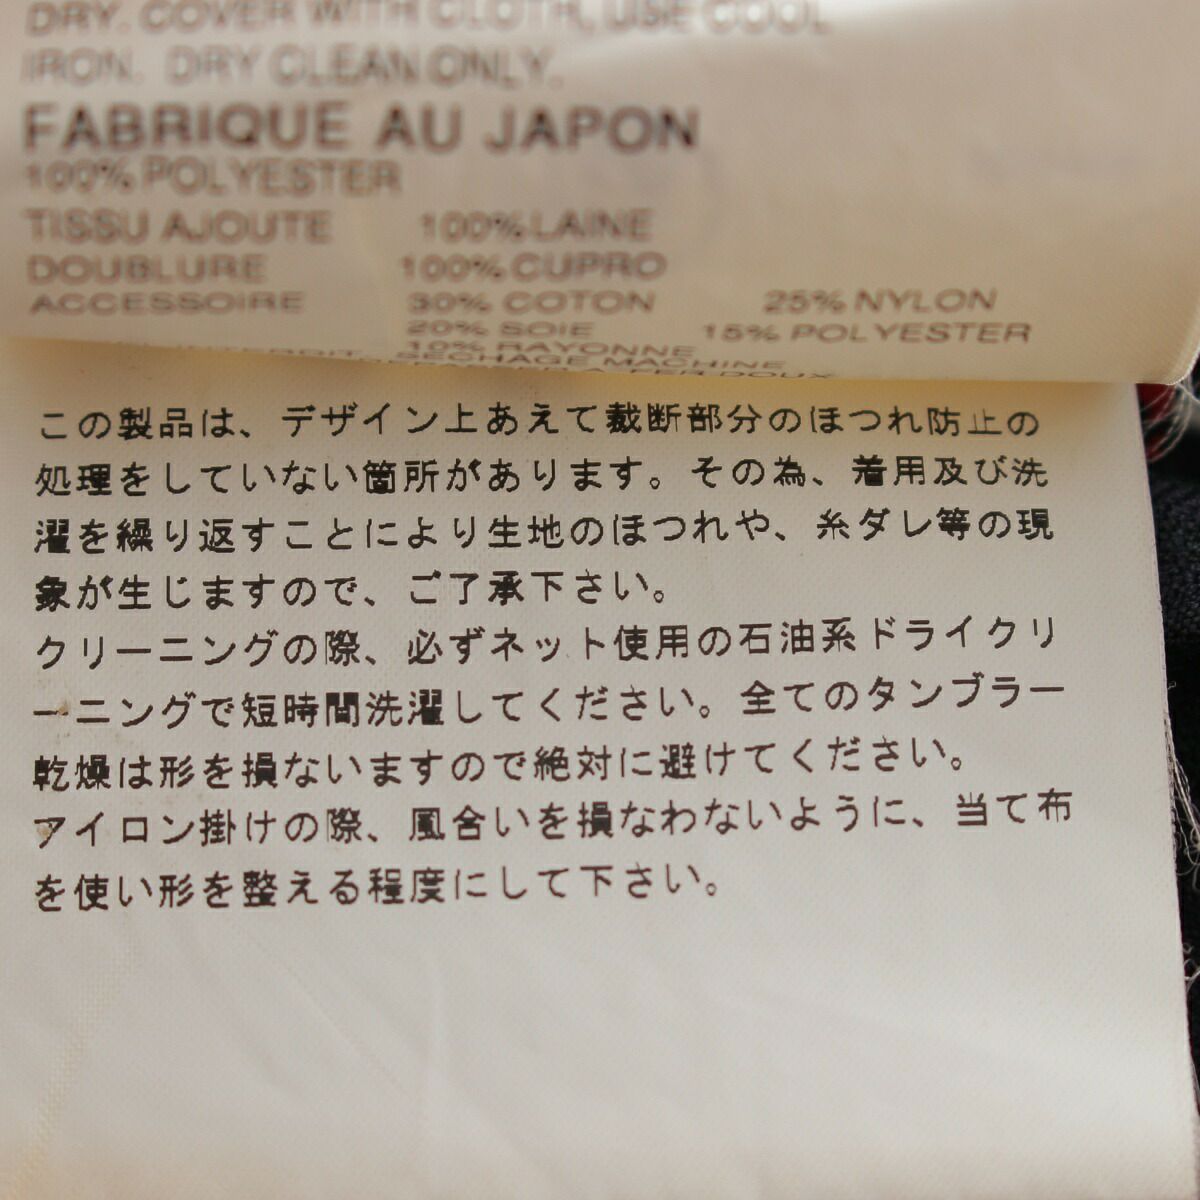 DRY. COVER WITH CLOTH, USE COOL
IRON. DRY CLEAN ONLY.
FABRIQUE AU JAPON
100% POLYESTER
TISSU AJOUTE 100% LAINE
DOUBLURE 100% CUPRO
ACCESSOIRE 30% COTON 25% NYLON
20% SOIE 15% POLYESTER
10% RAYONNE
INTERDIT. SECHAGE MACHINE
FER DOUX
この製品は、デザイン上あえて裁断部分のほつれ防止の
処理をしていない箇所があります。その為、着用及び洗
濯を繰り返すことにより生地のほつれや、糸ダレ等の現
象が生じますので、ご了承下さい。
クリーニングの際、必ずネット使用の石油系ドライクリ
ーニングで短時間洗濯してください。全てのタンブラー
乾燥は形を損ないますので絶対に避けてください。
アイロン掛けの際、風合いを損なわないように、当て布
を使い形を整える程度にして下さい。